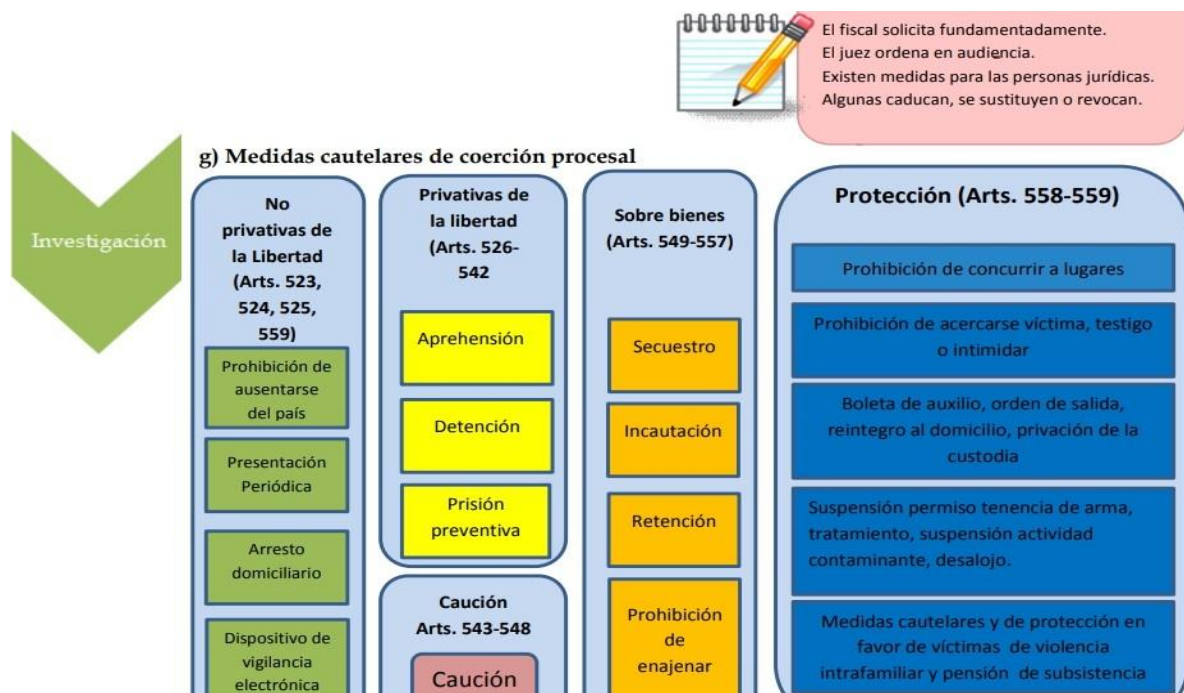 El fiscal solicita fundamentadamente.
El juez ordena en audiencia.
Existen medidas para las personas jurídicas.
Algunas caducan, se sustituyen o revocan.
g) Medidas cautelares de coerción procesal
Investigación
No
privativas de
la Libertad
(Arts. 523,
524, 525,
559)
Prohibición de
ausentarse
del país
Presentación
Periódica
Arresto
domiciliario
Dispositivo de
vigilancia
electrónica
Privativas de
la libertad
(Arts. 526-
542
Aprehensión
Detención
Prisión
preventiva
Caución
Arts. 543-548
Caución
Sobre bienes
(Arts. 549-557)
Secuestro
Incautación
Retención
Prohibición
de
enajenar
Protección (Arts. 558-559)
Prohibición de concurrir a lugares
Prohibición de acercarse víctima, testigo
o intimidar
Boleta de auxilio, orden de salida,
reintegro al domicilio, privación de la
custodia
Suspensión permiso tenencia de arma,
tratamiento, suspensión actividad
contaminante, desalojo.
Medidas cautelares y de protección en
favor de víctimas de violencia
intrafamiliar y pensión de subsistencia